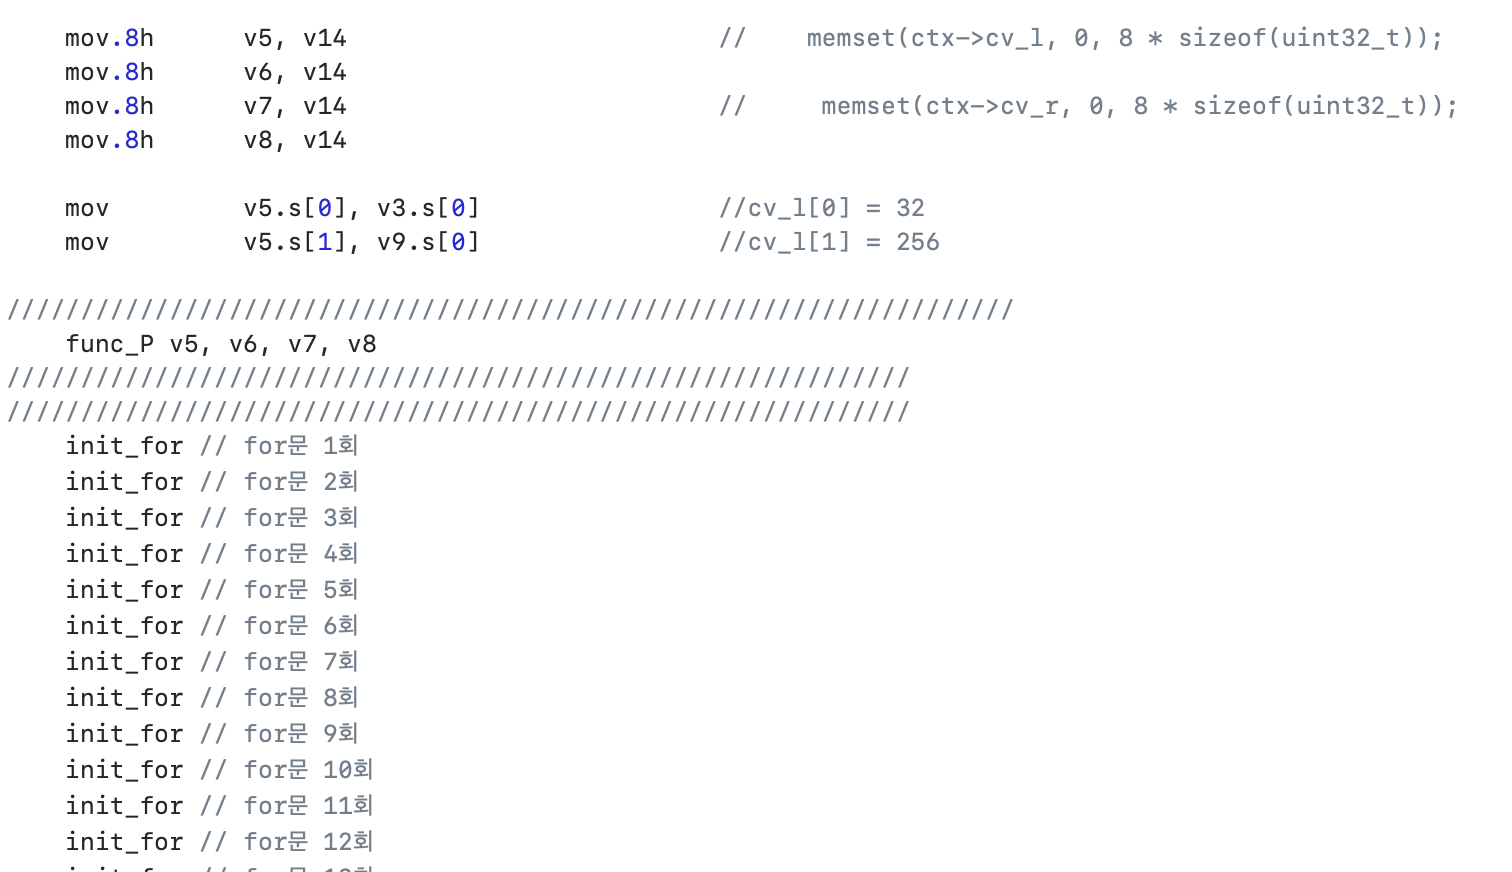 mov.8h      v5, v14                         //    memset(ctx->cv_l, 0, 8 * sizeof(uint32_t));
mov.8h      v6, v14
mov.8h      v7, v14                         //     memset(ctx->cv_r, 0, 8 * sizeof(uint32_t));
mov.8h      v8, v14
mov         v5.s[0], v3.s[0]                //cv_l[0] = 32
mov         v5.s[1], v9.s[0]                //cv_l[1] = 256
////////////////////////////////////////////////////////////////////
func_P v5, v6, v7, v8
/////////////////////////////////////////////////////////////
/////////////////////////////////////////////////////////////
init_for // for문 1회
init_for // for문 2회
init_for // for문 3회
init_for // for문 4회
init_for // for문 5회
init_for // for문 6회
init_for // for문 7회
init_for // for문 8회
init_for // for문 9회
init_for // for문 10회
init_for // for문 11회
init_for // for문 12회